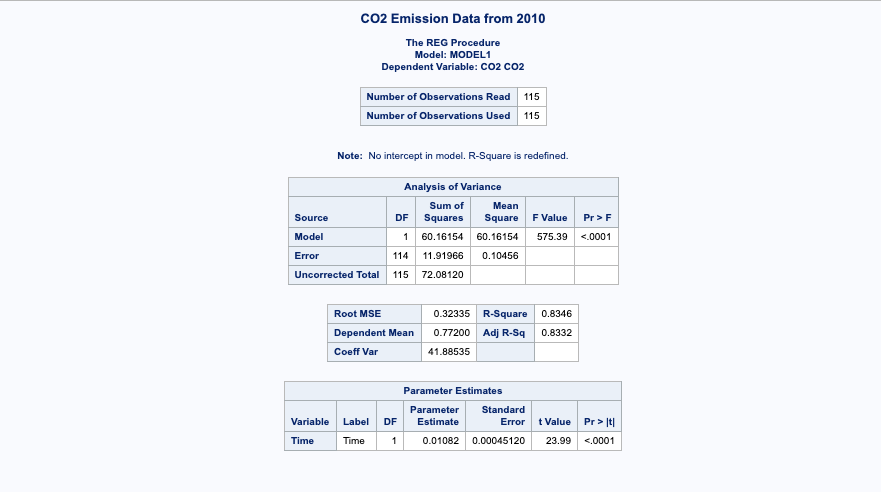 CO2 Emission Data from 2010
The REG Procedure
Model: MODEL1
Dependent Variable: CO2 CO2
Number of Observations Read 115
Number of Observations Used 115
Note: No intercept in model. R-Square is redefined.
Analysis of Variance
Source DF Sum of Squares Mean Square F Value Pr > F
Model 1 60.16154 60.16154 575.39 <.0001
Error 114 11.91966 0.10456
Uncorrected Total 115 72.08120
Root MSE 0.32335 R-Square 0.8346
Dependent Mean 0.77200 Adj R-Sq 0.8332
Coeff Var 41.88535
Parameter Estimates
Variable Label DF Parameter Estimate Standard Error t Value Pr > |t|
Time Time 1 0.01082 0.00045120 23.99 <.0001